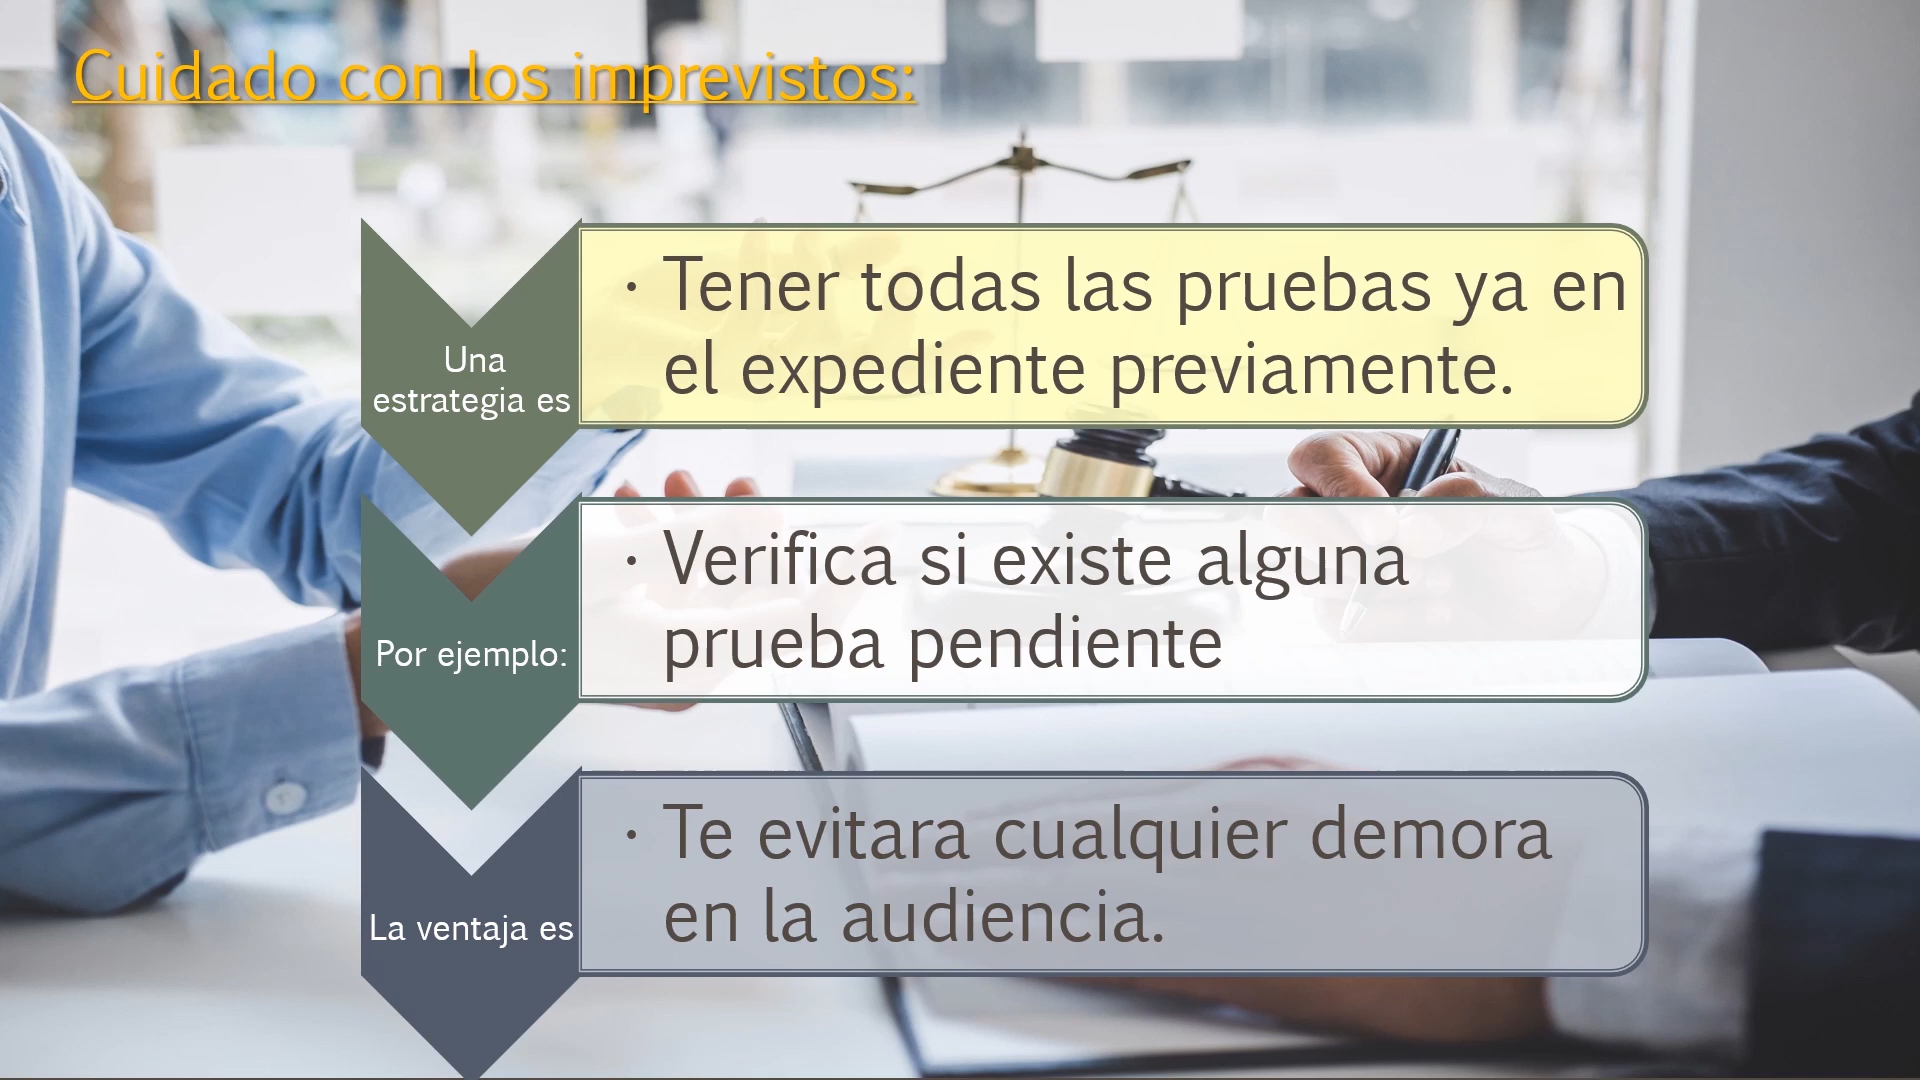 Cuidado con los imprevistos:
Una
estrategia es
· Tener todas las pruebas ya en
el expediente previamente.
Por ejemplo:
· Verifica si existe alguna
prueba pendiente
La ventaja es
· Te evitara cualquier demora
en la audiencia.